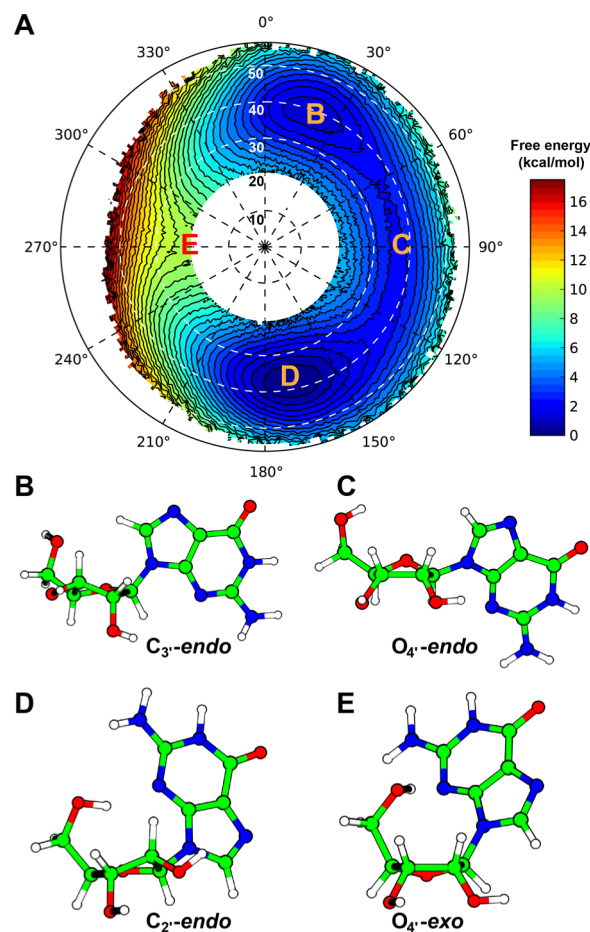 A
0°
330°
30°
50
B
40
300°
60°
30
Free energy
(kcal/mol)
20
16
10
14
270°
E
C
90°
12
10
8
240°
120°
6
D
4
2
210°
150°
0
180°
B
C
C3'-endo
O4'-endo
D
E
C2'-endo
O4'-exo